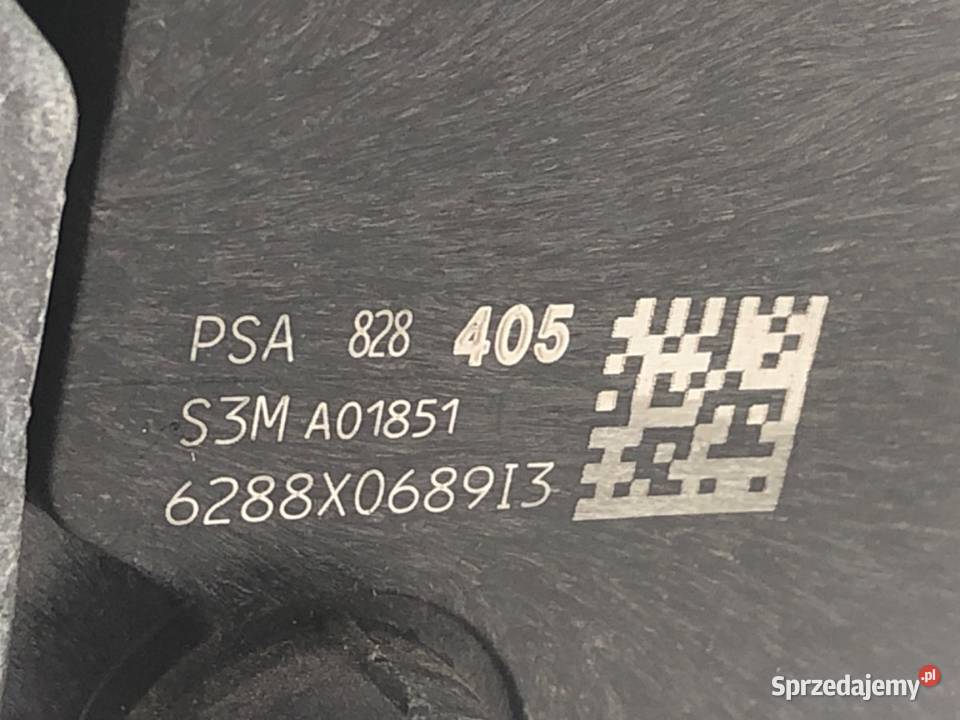 PSA 828 405
S3M A01851
6288X0689I3
Sprzedajemy.pl